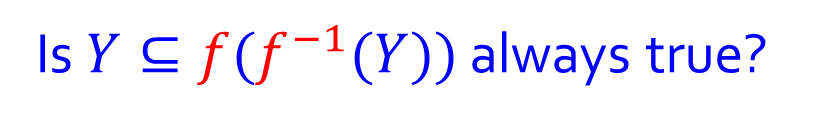 Is 𝑌 ⊆ 𝑓(𝑓⁻¹(𝑌)) always true?